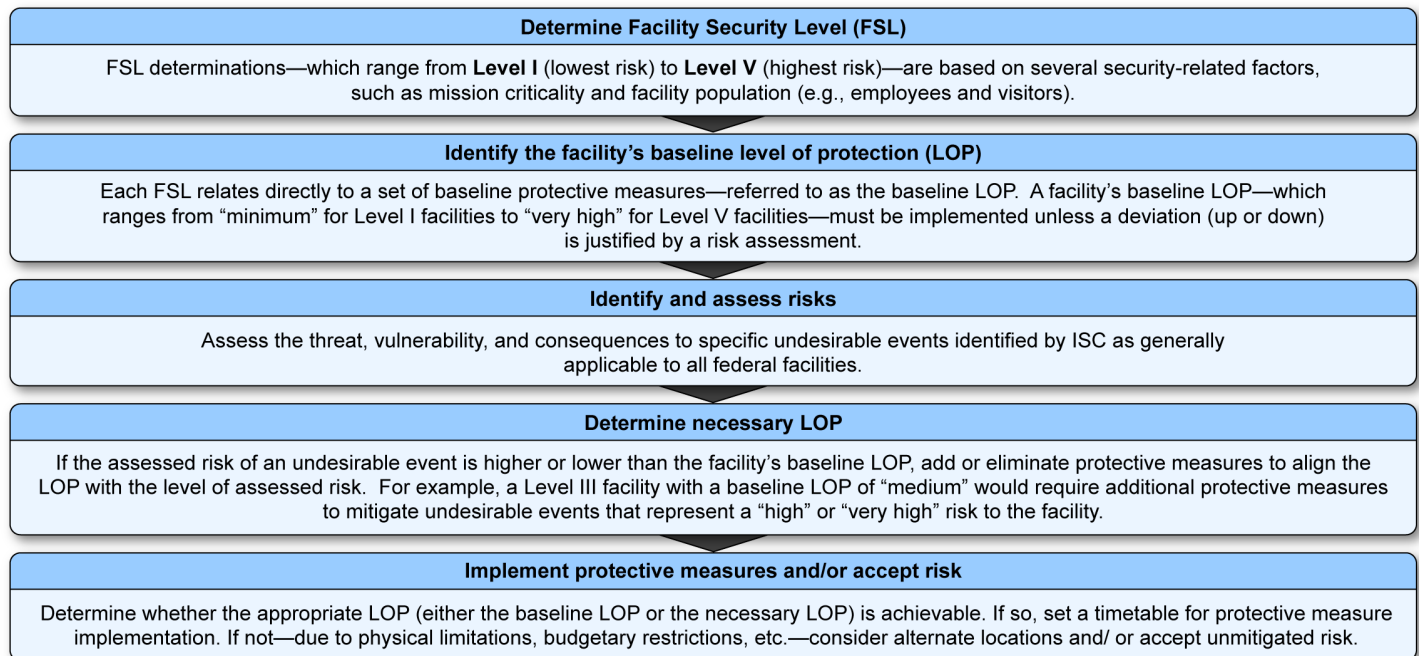 Determine Facility Security Level (FSL)
FSL determinations—which range from Level I (lowest risk) to Level V (highest risk)—are based on several security-related factors,
such as mission criticality and facility population (e.g., employees and visitors).
Identify the facility’s baseline level of protection (LOP)
Each FSL relates directly to a set of baseline protective measures—referred to as the baseline LOP.  A facility’s baseline LOP—which
ranges from “minimum” for Level I facilities to “very high” for Level V facilities—must be implemented unless a deviation (up or down)
is justified by a risk assessment.
Identify and assess risks
Assess the threat, vulnerability, and consequences to specific undesirable events identified by ISC as generally
applicable to all federal facilities.
Determine necessary LOP
If the assessed risk of an undesirable event is higher or lower than the facility’s baseline LOP, add or eliminate protective measures to align the
LOP with the level of assessed risk.  For example, a Level III facility with a baseline LOP of “medium” would require additional protective measures
to mitigate undesirable events that represent a “high” or “very high” risk to the facility.
Implement protective measures and/or accept risk
Determine whether the appropriate LOP (either the baseline LOP or the necessary LOP) is achievable. If so, set a timetable for protective measure
implementation. If not—due to physical limitations, budgetary restrictions, etc.—consider alternate locations and/ or accept unmitigated risk.